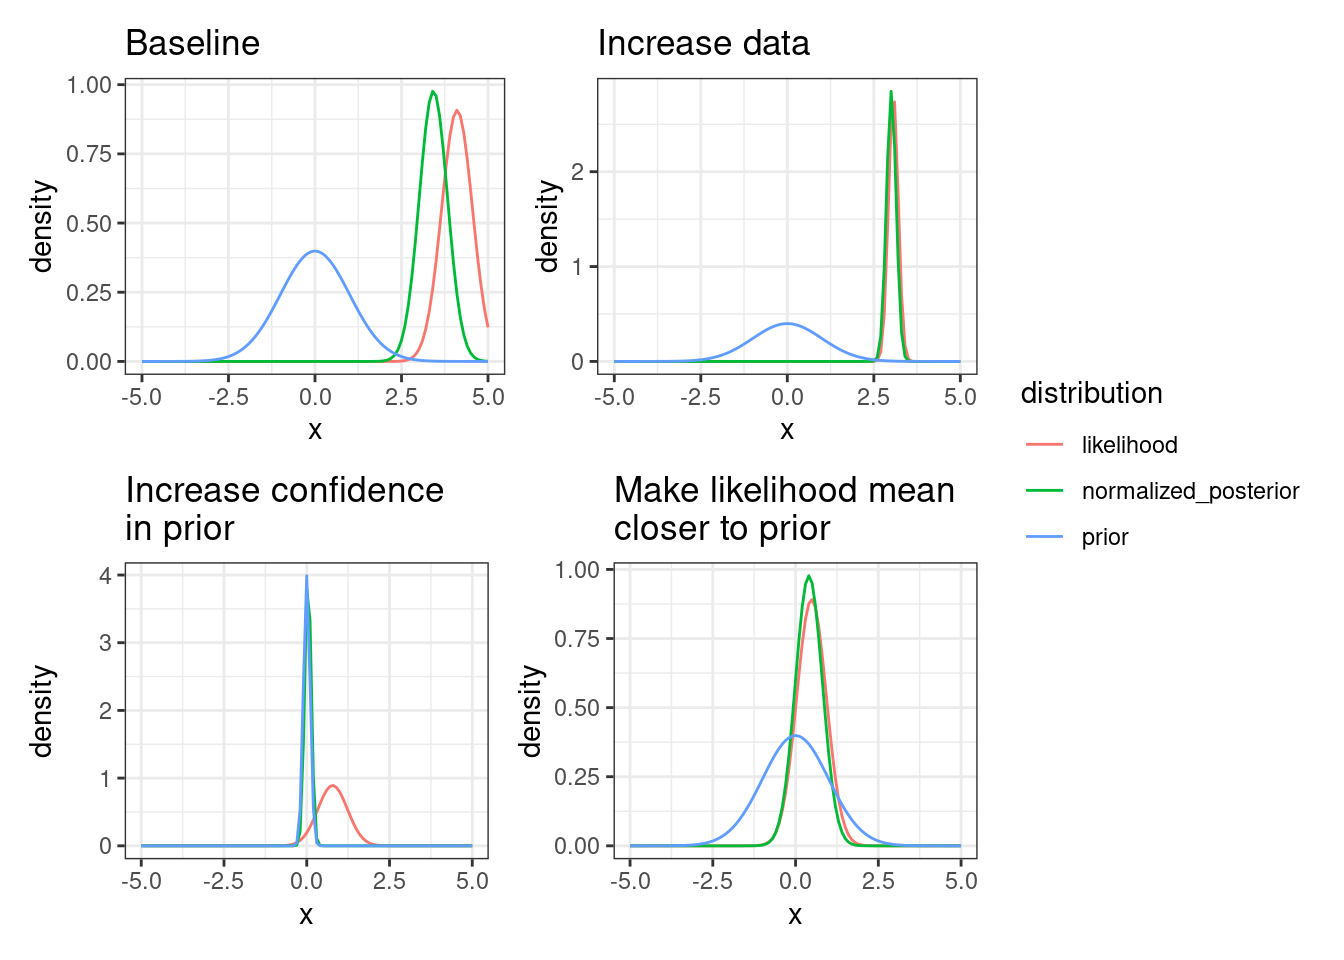 Baseline
1.00
0.75
0.50
0.25
0.00
density
-5.0 -2.5 0.0 2.5 5.0
x
Increase data
2
1
0
density
-5.0 -2.5 0.0 2.5 5.0
x
Increase confidence
in prior
4
3
2
1
0
density
-5.0 -2.5 0.0 2.5 5.0
x
Make likelihood mean
closer to prior
1.00
0.75
0.50
0.25
0.00
density
-5.0 -2.5 0.0 2.5 5.0
x
distribution
likelihood
normalized_posterior
prior